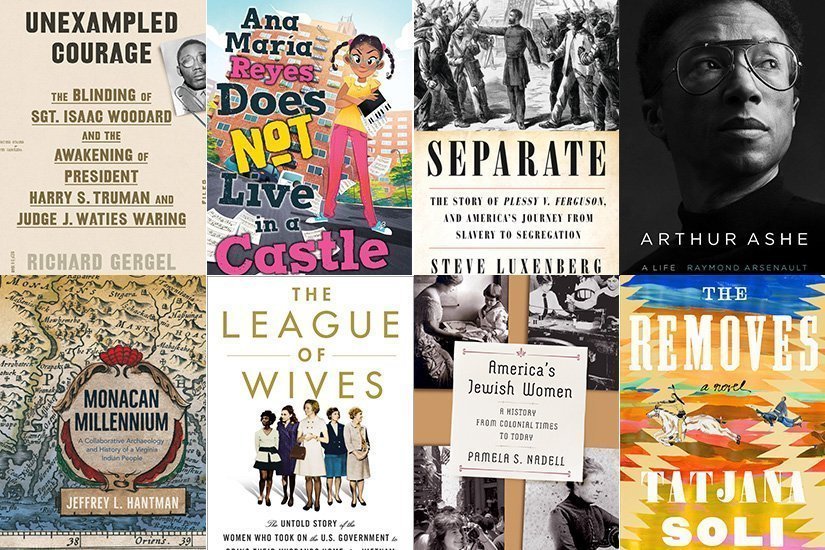 UNEXAMPLED
COURAGE
THE BLINDING OF
SGT. ISAAC WOODARD
AND THE
AWAKENING OF
PRESIDENT
HARRY S. TRUMAN AND
JUDGE J. WATIES WARING
RICHARD GERGEL
FILES
Ana
María
Reyes
Does
NOT
Live
in a
Castle
SEPARATE
THE STORY OF PLESSY V. FERGUSON,
AND AMERICA'S JOURNEY FROM
SLAVERY TO SEGREGATION
STEVE LUXENBERG
ARTHUR ASHE
A LIFE RAYMOND ARSENAULT
MONACAN
MILLENNIUM
A Collaborative Archaeology
and History of a Virginia
Indian People
JEFFREY L. HANTMAN
38 Oriens. 39
THE
LEAGUE
OF
WIVES
THE UNTOLD STORY of the
WOMEN WHO TOOK ON the U.S. GOVERNMENT to
America's
Jewish Women
A HISTORY
FROM COLONIAL TIMES
TO TODAY
PAMELA S. NADELL
THE
REMOVES
a novel
TATJANA
SOLI